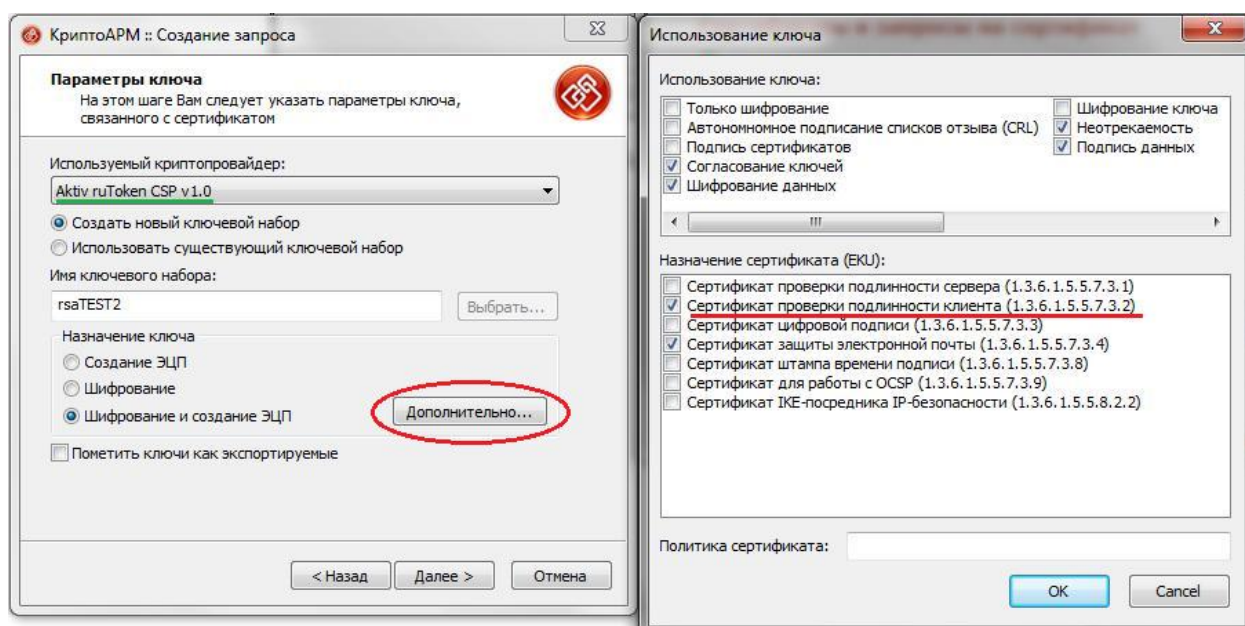 КриптоАРМ :: Создание запроса
Параметры ключа
На этом шаге Вам следует указать параметры ключа,
связанного с сертификатом
Используемый криптопровайдер:
Aktiv ruToken CSP v1.0
Создать новый ключевой набор
Использовать существующий ключевой набор
Имя ключевого набора:
rsaTEST2
Выбрать...
Назначение ключа
Создание ЭЦП
Шифрование
Шифрование и создание ЭЦП
Дополнительно...
Пометить ключи как экспортируемые
< Назад
Далее >
Отмена
Использование ключа
Использование ключа:
Только шифрование
Автономномное подписание списков отзыва (CRL)
Подпись сертификатов
Согласование ключей
Шифрование данных
Шифрование ключа
Неотрекаемость
Подпись данных
Назначение сертификата (EKU):
Сертификат проверки подлинности сервера (1.3.6.1.5.5.7.3.1)
Сертификат проверки подлинности клиента (1.3.6.1.5.5.7.3.2)
Сертификат цифровой подписи (1.3.6.1.5.5.7.3.3)
Сертификат защиты электронной почты (1.3.6.1.5.5.7.3.4)
Сертификат штампа времени подписи (1.3.6.1.5.5.7.3.8)
Сертификат для работы с OCSP (1.3.6.1.5.5.7.3.9)
Сертификат IKE-посредника IP-безопасности (1.3.6.1.5.5.8.2.2)
Политика сертификата:
OK
Cancel